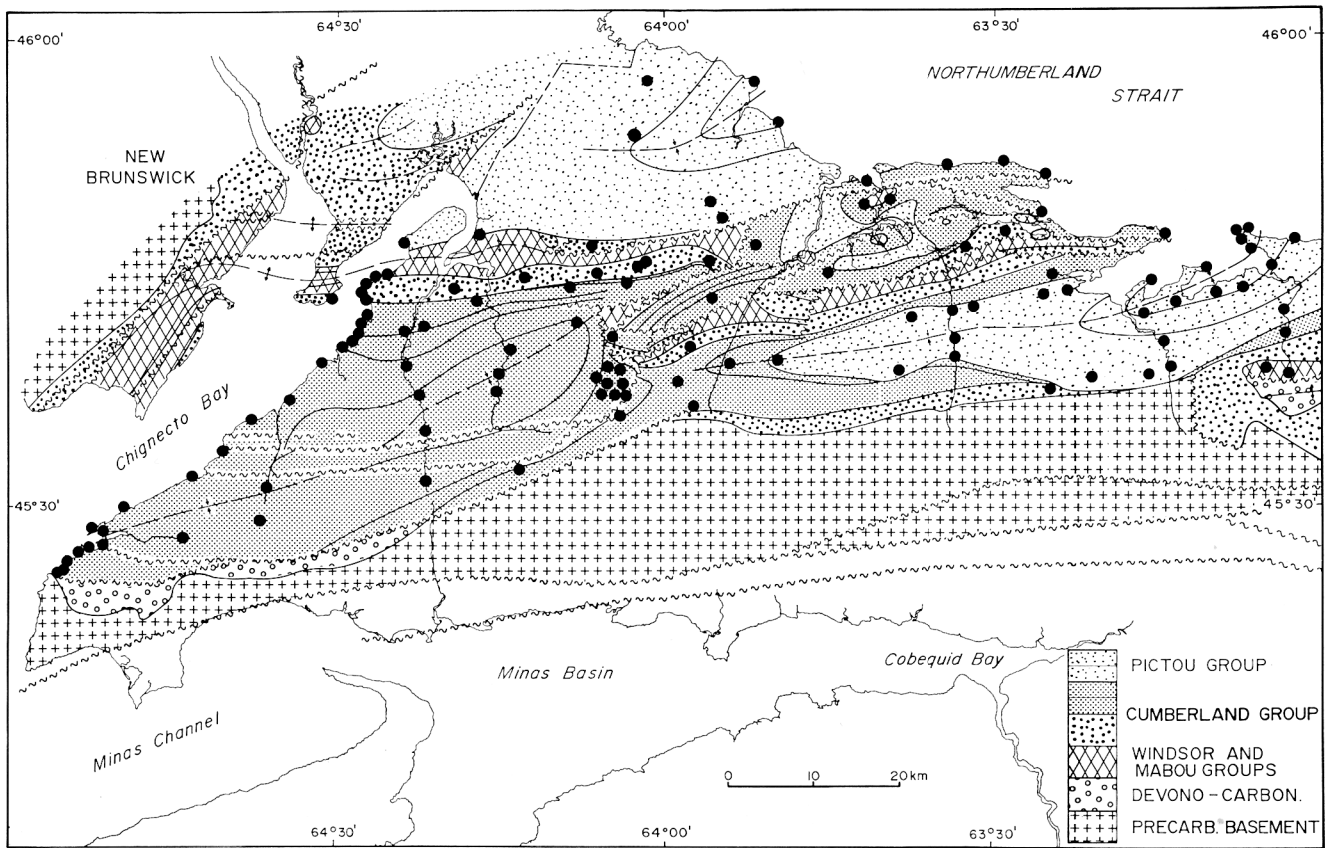 64°30'
64°00'
63°30'
46°00'
46°00'
NORTHUMBERLAND
STRAIT
NEW
BRUNSWICK
Chignecto Bay
45°30'
45°30'
Cobequid Bay
Minas Basin
Minas Channel
PICTOU GROUP
CUMBERLAND GROUP
WINDSOR AND
MABOU GROUPS
DEVONO-CARBON.
PRECARB. BASEMENT
0 10 20 km
64°30'
64°00'
63°30'